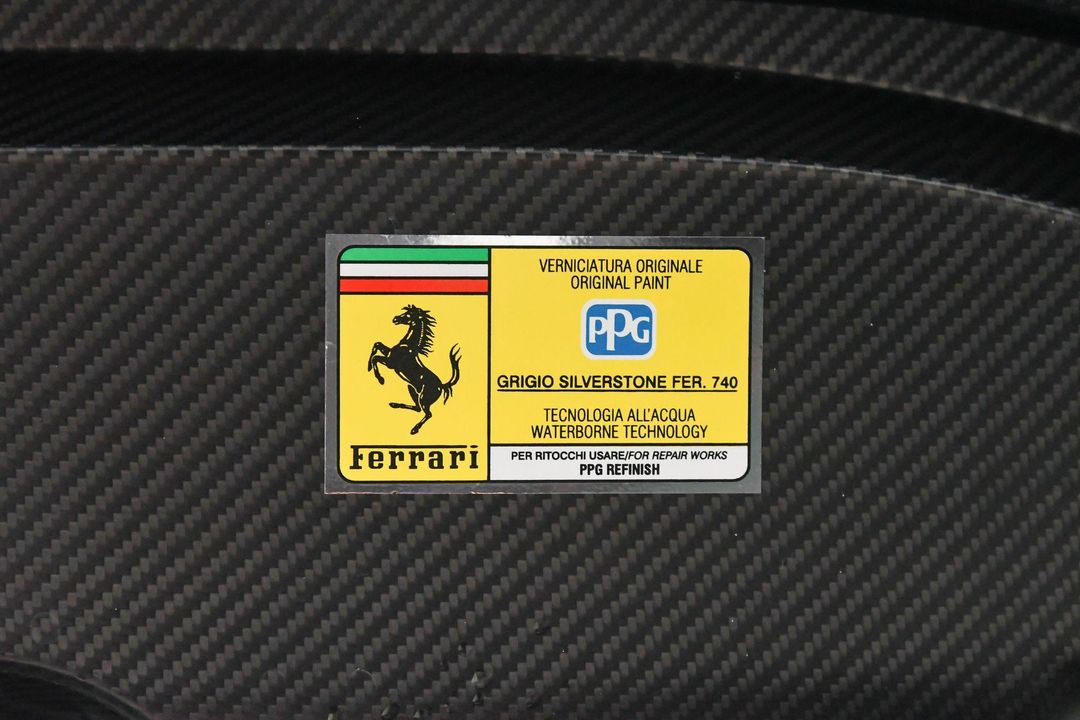 Ferrari
VERNICIATURA ORIGINALE
ORIGINAL PAINT
PPG
GRIGIO SILVERSTONE FER. 740
TECNOLOGIA ALL'ACQUA
WATERBORNE TECHNOLOGY
PER RITOCCHI USARE/FOR REPAIR WORKS
PPG REFINISH